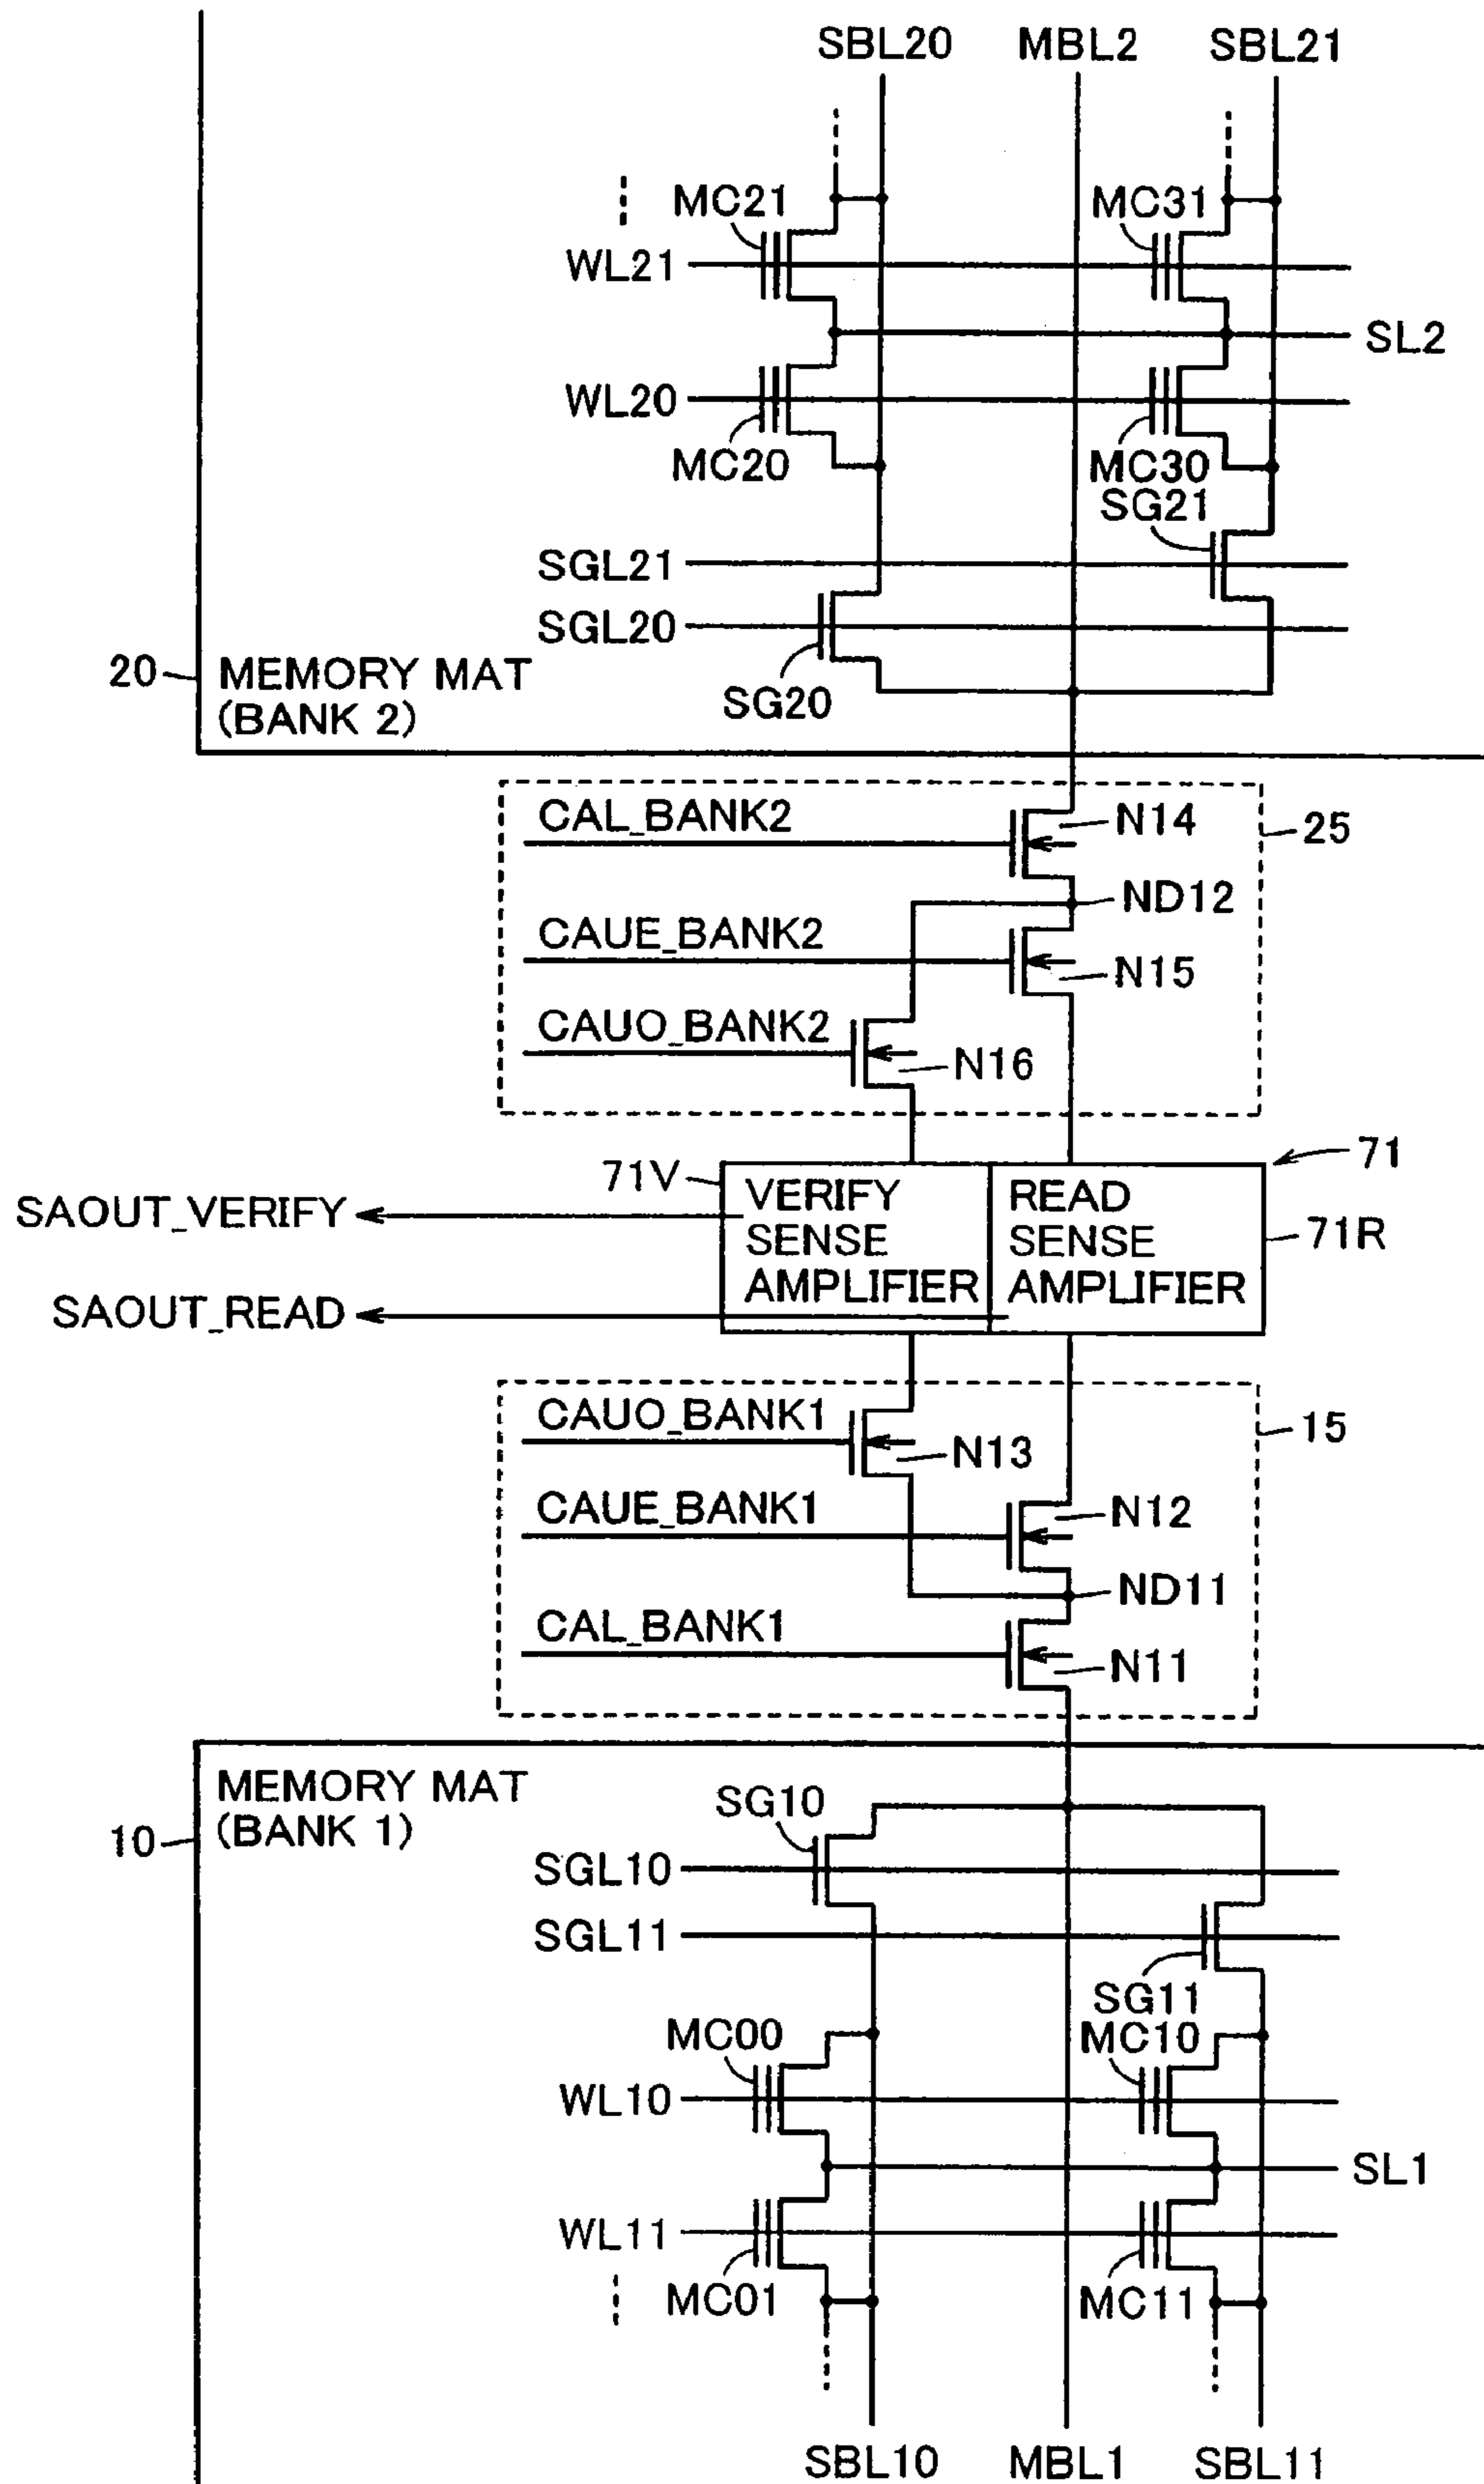 SBL20 MBL2 SBL21
MC21 MC31
WL21
SL2
WL20
MC20 MC30
SG21
SGL21
SGL20
20 MEMORY MAT
(BANK 2)
SG20
CAL_BANK2 N14 25
ND12
CAUE_BANK2
N15
CAUO_BANK2
N16
71
71V VERIFY
SENSE
AMPLIFIER
READ
SENSE
AMPLIFIER
71R
SAOUT_VERIFY
SAOUT_READ
CAUO_BANK1 15
N13
CAUE_BANK1 N12
ND11
CAL_BANK1
N11
MEMORY MAT
(BANK 1)
10
SG10
SGL10
SGL11
SG11
MC00 MC10
WL10
SL1
WL11
MC01 MC11
SBL10 MBL1 SBL11